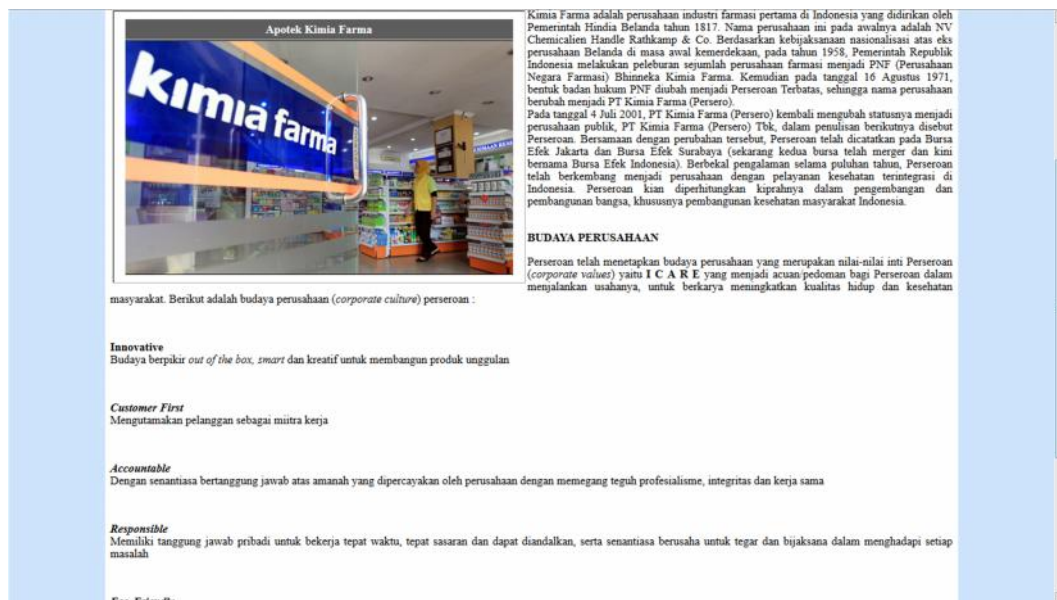 Apotek Kimia Farma
kimia farma
Kimia Farma adalah perusahaan industri farmasi pertama di Indonesia yang didirikan oleh
Pemerintah Hindia Belanda tahun 1817. Nama perusahaan ini pada awalnya adalah NV
Chemicalien Handle Rathkamp & Co. Berdasarkan kebijaksanaan nasionalisasi atas eks
perusahaan Belanda di masa awal kemerdekaan, pada tahun 1958, Pemerintah Republik
Indonesia melakukan peleburan sejumlah perusahaan farmasi menjadi PNF (Perusahaan
Negara Farmasi) Bhinneka Kimia Farma. Kemudian pada tanggal 16 Agustus 1971,
bentuk badan hukum PNF diubah menjadi Perseroan Terbatas, sehingga nama perusahaan
berubah menjadi PT Kimia Farma (Persero).
Pada tanggal 4 Juli 2001, PT Kimia Farma (Persero) kembali mengubah statusnya menjadi
perusahaan publik, PT Kimia Farma (Persero) Tbk, dalam penulisan berikutnya disebut
Perseroan. Bersamaan dengan perubahan tersebut, Perseroan telah dicatatkan pada Bursa
Efek Jakarta dan Bursa Efek Surabaya (sekarang kedua bursa telah merger dan kini
bernama Bursa Efek Indonesia). Berbekal pengalaman selama puluhan tahun, Perseroan
telah berkembang menjadi perusahaan dengan pelayanan kesehatan terintegrasi di
Indonesia. Perseroan kian diperhitungkan kiprahnya dalam pengembangan dan
pembangunan bangsa, khususnya pembangunan kesehatan masyarakat Indonesia.
BUDAYA PERUSAHAAN
Perseroan telah menetapkan budaya perusahaan yang merupakan nilai-nilai inti Perseroan
(corporate values) yaitu I C A R E yang menjadi acuan/pedoman bagi Perseroan dalam
menjalankan usahanya, untuk berkarya meningkatkan kualitas hidup dan kesehatan
masyarakat. Berikut adalah budaya perusahaan (corporate culture) perseroan :
Innovative
Budaya berpikir out of the box, smart dan kreatif untuk membangun produk unggulan
Customer First
Mengutamakan pelanggan sebagai miitra kerja
Accountable
Dengan senantiasa bertanggung jawab atas amanah yang dipercayakan oleh perusahaan dengan memegang teguh profesialisme, integritas dan kerja sama
Responsible
Memiliki tanggung jawab pribadi untuk bekerja tepat waktu, tepat sasaran dan dapat diandalkan, serta senantiasa berusaha untuk tegar dan bijaksana dalam menghadapi setiap
masalah